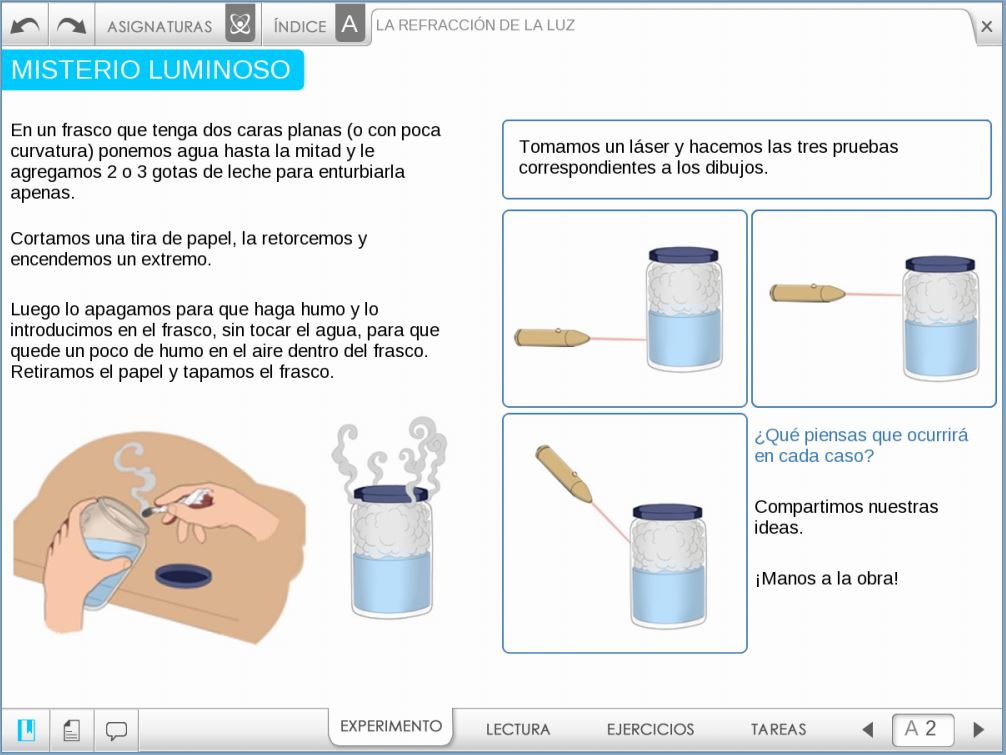 ASIGNATURAS
ÍNDICE
A
LA REFRACCIÓN DE LA LUZ
MISTERIO LUMINOSO
En un frasco que tenga dos caras planas (o con poca
curvatura) ponemos agua hasta la mitad y le
agregamos 2 o 3 gotas de leche para enturbiarla
apenas.
Cortamos una tira de papel, la retorcemos y
encendemos un extremo.
Luego lo apagamos para que haga humo y lo
introducimos en el frasco, sin tocar el agua, para que
quede un poco de humo en el aire dentro del frasco.
Retiramos el papel y tapamos el frasco.
Tomamos un láser y hacemos las tres pruebas
correspondientes a los dibujos.
¿Qué piensas que ocurrirá
en cada caso?
Compartimos nuestras
ideas.
¡Manos a la obra!
EXPERIMENTO
LECTURA
EJERCICIOS
TAREAS
A 2